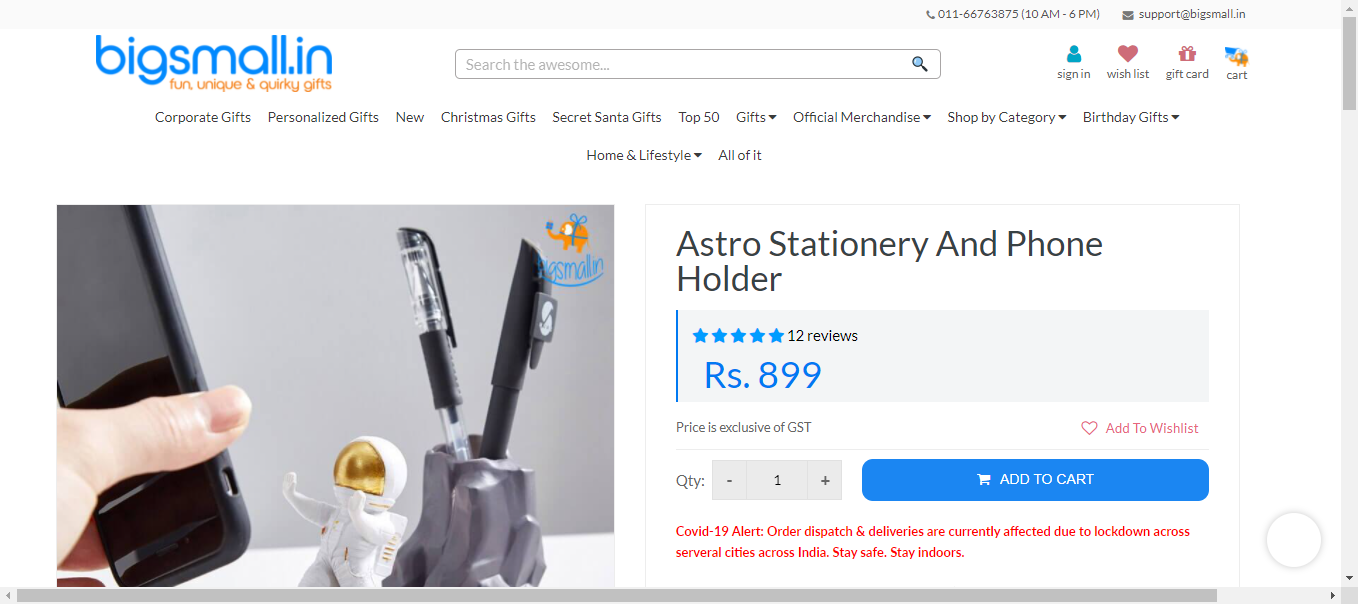 011-66763875 (10 AM - 6 PM) support@bigsmall.in
bigsmall.in
fun, unique & quirky gifts
Search the awesome...
sign in wish list gift card cart
Corporate Gifts Personalized Gifts New Christmas Gifts Secret Santa Gifts Top 50 Gifts Official Merchandise Shop by Category Birthday Gifts
Home & Lifestyle All of it
bigsmall.in
Astro Stationery And Phone
Holder
12 reviews
Rs. 899
Price is exclusive of GST
Add To Wishlist
Qty: - 1 + ADD TO CART
Covid-19 Alert: Order dispatch & deliveries are currently affected due to lockdown across
serveral cities across India. Stay safe. Stay indoors.